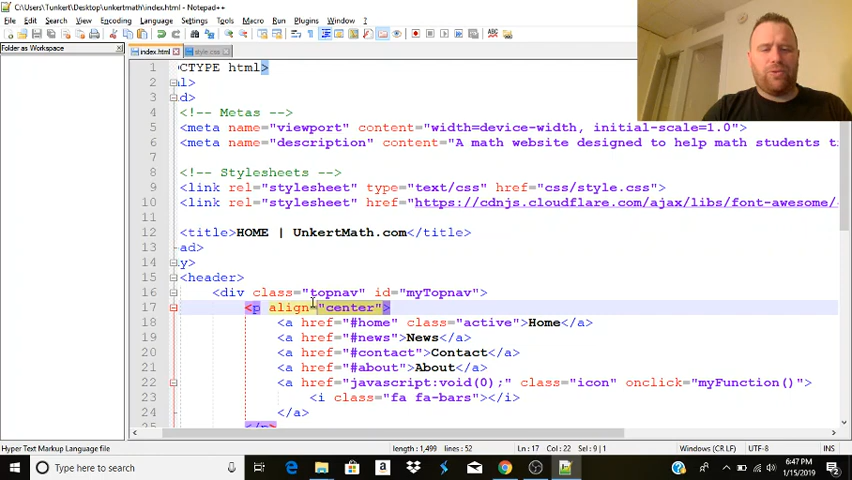 C:\Users\Tunkert\Desktop\unkertmath\index.html - Notepad++
File Edit Search View Encoding Language Settings Tools Macro Run Plugins Window ?
Folder as Workspace
index.html style.css
1 CTYPE html>
2 l>
3 d>
4 <!-- Metas -->
5 <meta name="viewport" content="width=device-width, initial-scale=1.0">
6 <meta name="description" content="A math website designed to help math students t
7
8 <!-- Stylesheets -->
9 <link rel="stylesheet" type="text/css" href="css/style.css">
10 <link rel="stylesheet" href="https://cdnjs.cloudflare.com/ajax/libs/font-awesome/
11
12 <title>HOME | UnkertMath.com</title>
13 ad>
14 y>
15 <header>
16 <div class="topnav" id="myTopnav">
17 <p align="center">
18 <a href="#home" class="active">Home</a>
19 <a href="#news">News</a>
20 <a href="#contact">Contact</a>
21 <a href="#about">About</a>
22 <a href="javascript:void(0);" class="icon" onclick="myFunction()">
23 <i class="fa fa-bars"></i>
24 </a>
25 </p>
Hyper Text Markup Language file length : 1,499 lines : 52 Ln : 17 Col : 22 Sel : 9 | 1 Windows (CR LF) UTF-8 INS
Type here to search
6:47 PM
1/15/2019